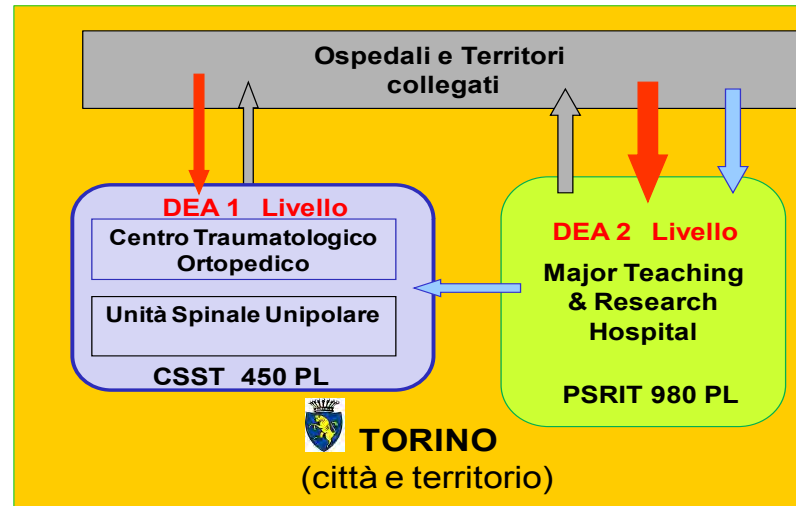 Ospedali e Territori
collegati
DEA 1 Livello
Centro Traumatologico
Ortopedico
Unità Spinale Unipolare
CSST 450 PL
DEA 2 Livello
Major Teaching
& Research
Hospital
PSRIT 980 PL
TORINO
(città e territorio)